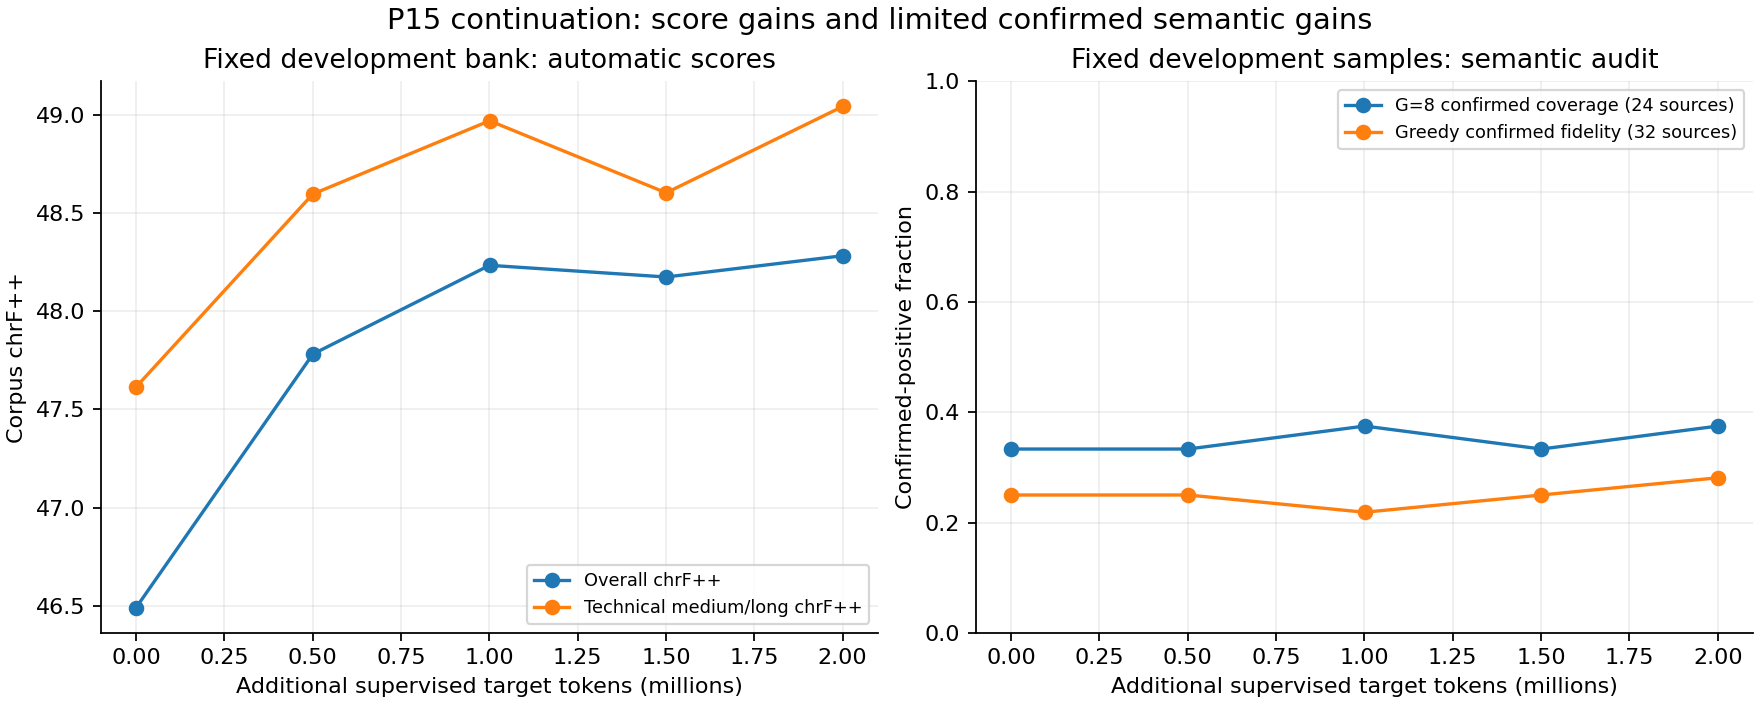 P15 continuation: score gains and limited confirmed semantic gains
Fixed development bank: automatic scores
Corpus chrF++
49.0
48.5
48.0
47.5
47.0
46.5
Overall chrF++
Technical medium/long chrF++
0.00 0.25 0.50 0.75 1.00 1.25 1.50 1.75 2.00
Additional supervised target tokens (millions)
Fixed development samples: semantic audit
Confirmed-positive fraction
1.0
0.8
0.6
0.4
0.2
0.0
G=8 confirmed coverage (24 sources)
Greedy confirmed fidelity (32 sources)
0.00 0.25 0.50 0.75 1.00 1.25 1.50 1.75 2.00
Additional supervised target tokens (millions)